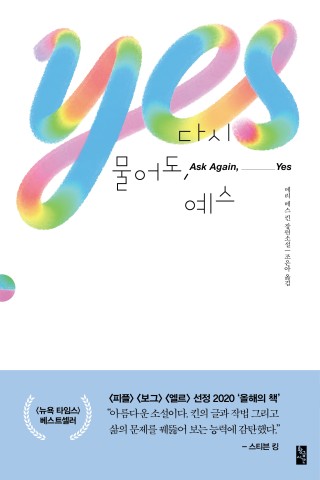 yes
다시
물어도,
Ask Again, Yes
예스
메리 베스 킨 장편소설 | 조은아 옮김
〈뉴욕 타임스〉
베스트셀러
〈피플〉 〈보그〉 〈엘르〉 선정 2020 ‘올해의 책’
“아름다운 소설이다. 킨의 글과 작법 그리고
삶의 문제를 꿰뚫어 보는 능력에 감탄했다.”
– 스티븐 킹